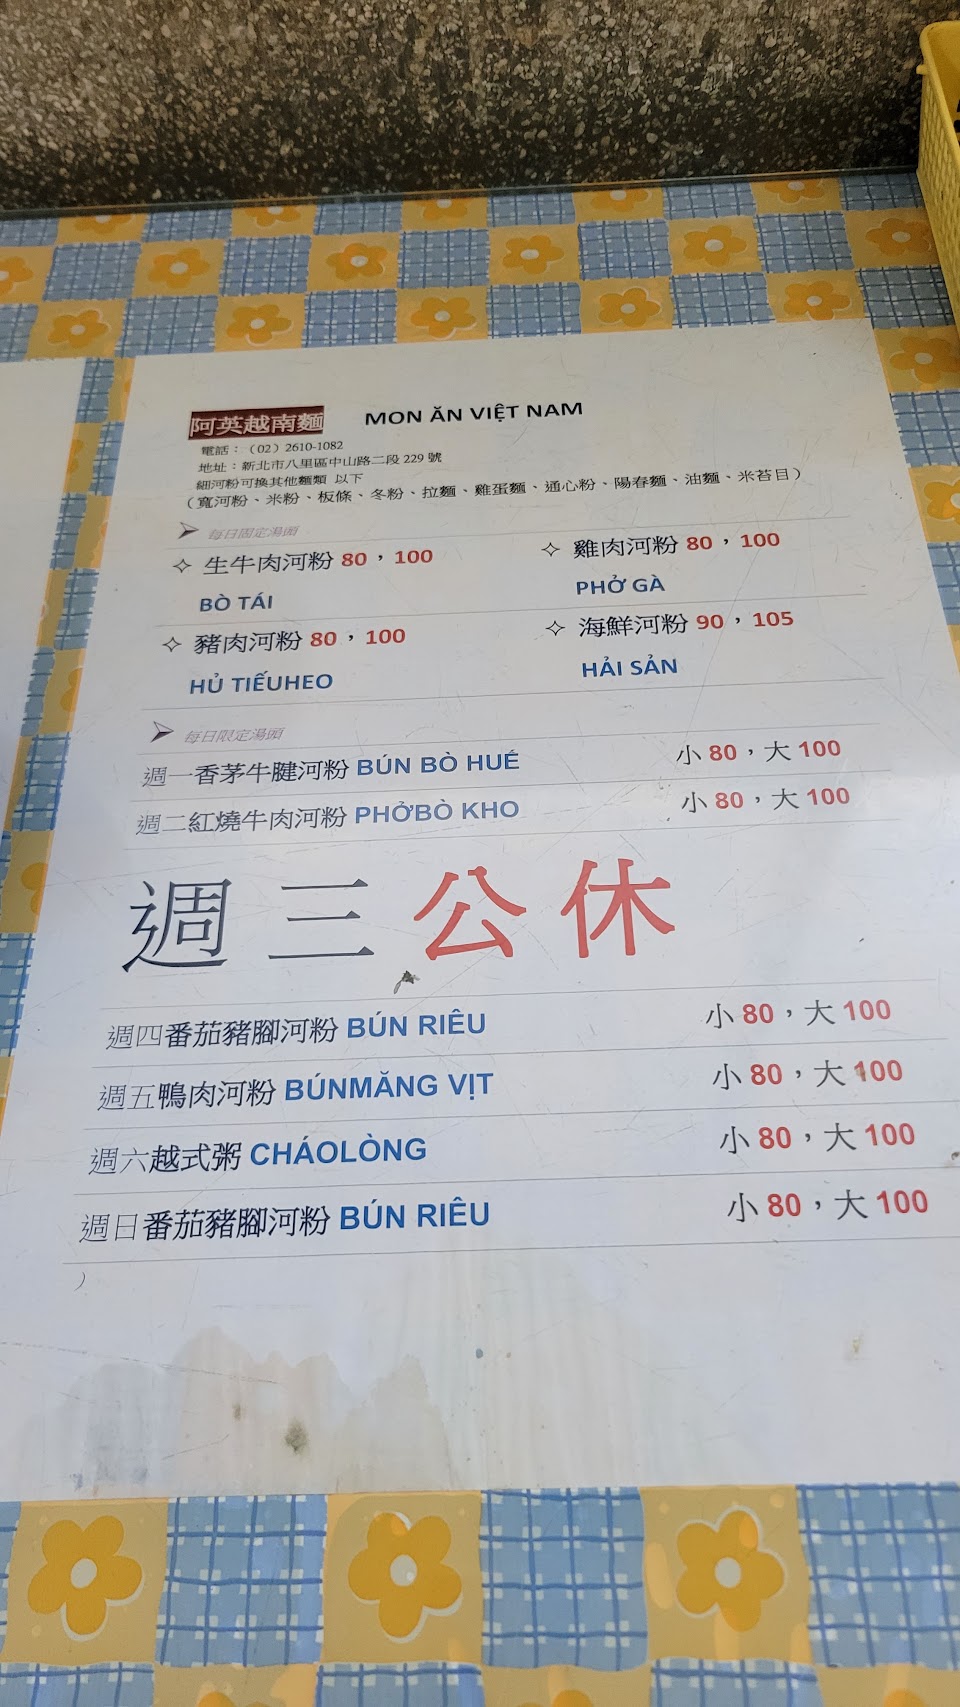 阿英越南麵 MON ĂN VIỆT NAM
電話：（02）2610-1082
地址：新北市八里區中山路二段 229 號
細河粉可換其他麵類 以下
（寬河粉、米粉、板條、冬粉、拉麵、雞蛋麵、通心粉、陽春麵、油麵、米苔目）
每日固定湯頭
生牛肉河粉 80，100 雞肉河粉 80，100
BÒ TÁI PHỞ GÀ
豬肉河粉 80，100 海鮮河粉 90，105
HỦ TIẾUHEO HẢI SẢN
每日限定湯頭
週一香茅牛腱河粉 BÚN BÒ HUẾ 小 80，大 100
週二紅燒牛肉河粉 PHỞBÒ KHO 小 80，大 100
週三公休
週四番茄豬腳河粉 BÚN RIÊU 小 80，大 100
週五鴨肉河粉 BÚNMĂNG VỊT 小 80，大 100
週六越式粥 CHÁOLÒNG 小 80，大 100
週日番茄豬腳河粉 BÚN RIÊU 小 80，大 100
）